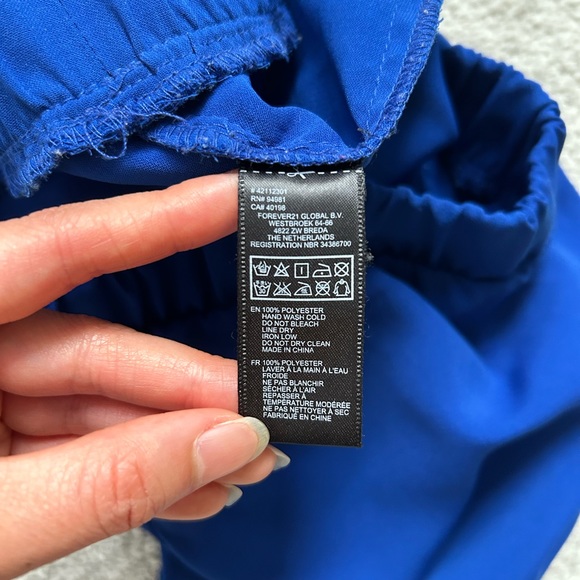 # 42112301
RN# 94981
CA# 40198
FOREVER21 GLOBAL B.V.
WESTBROEK 64-66
4822 ZW BREDA
THE NETHERLANDS
REGISTRATION NBR 34386700
EN 100% POLYESTER
HAND WASH COLD
DO NOT BLEACH
LINE DRY
IRON LOW
DO NOT DRY CLEAN
MADE IN CHINA
FR 100% POLYESTER
LAVER À LA MAIN À L'EAU
FROIDE
NE PAS BLANCHIR
SÉCHER À L'AIR
REPASSER À
TEMPÉRATURE MODÉRÉE
NE PAS NETTOYER À SEC
FABRIQUÉ EN CHINE